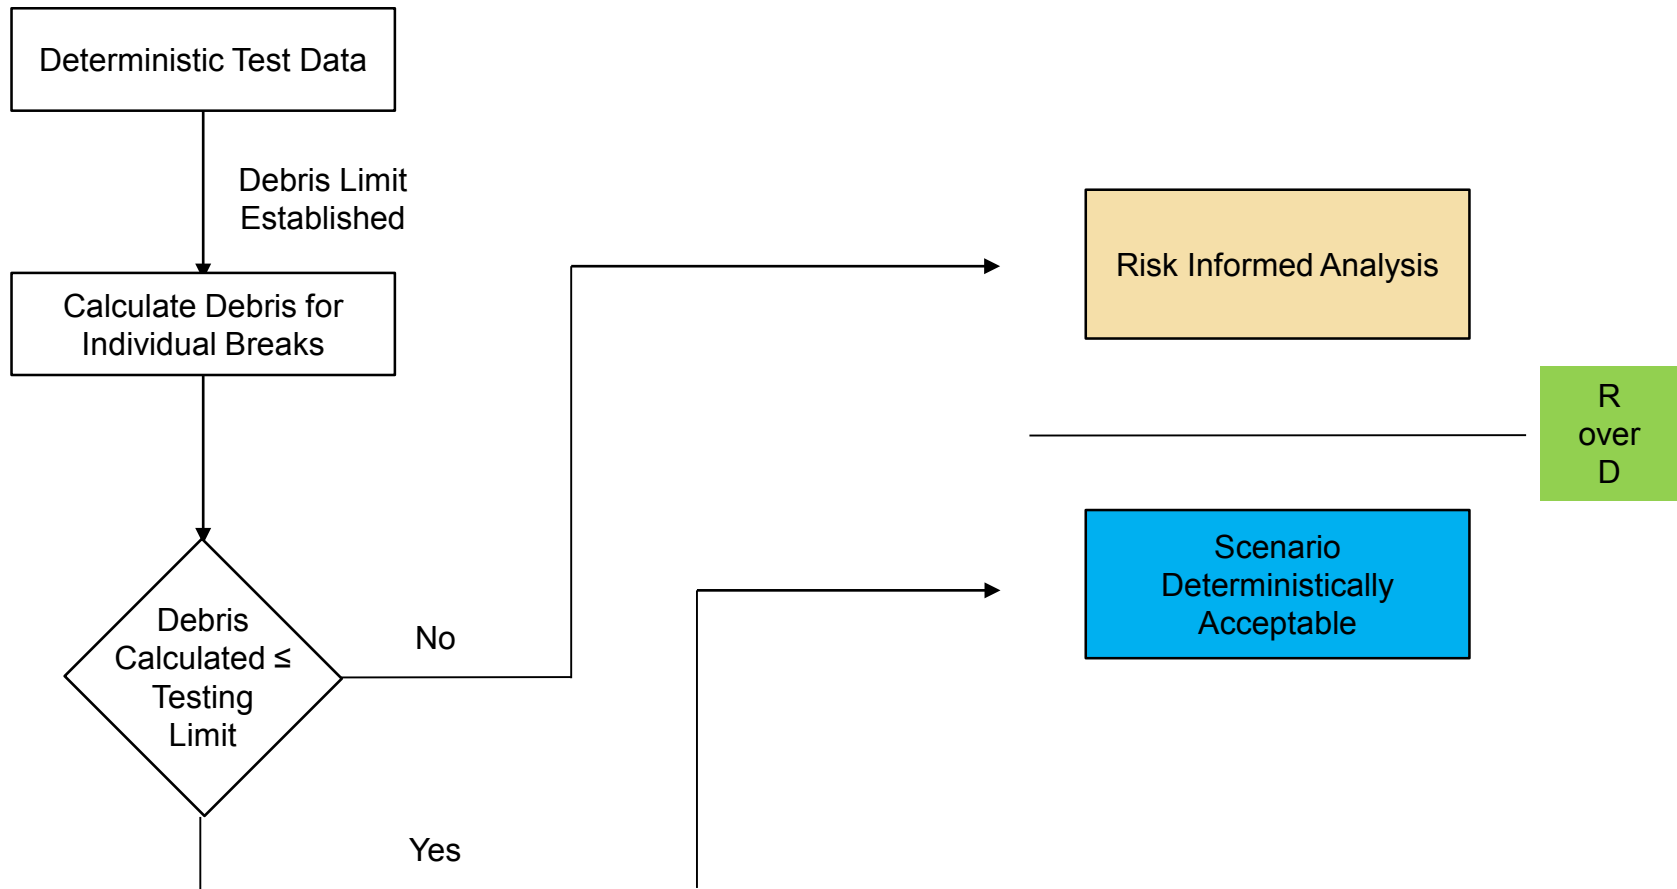 Deterministic Test Data
Debris Limit
Established
Calculate Debris for
Individual Breaks
Debris
Calculated ≤
Testing
Limit
No
Yes
Risk Informed Analysis
R
over
D
Scenario
Deterministically
Acceptable